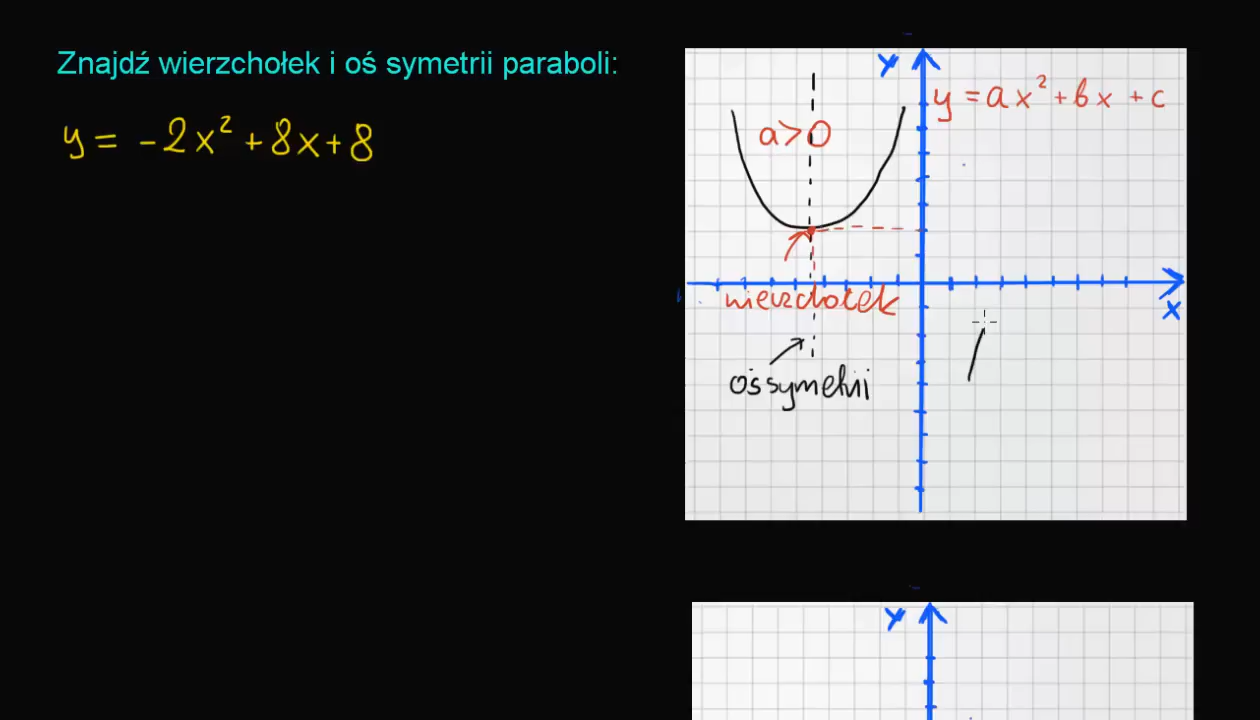 Znajdź wierzchołek i oś symetrii paraboli:
y = -2x² + 8x + 8
y
y = ax² + bx + c
a > 0
wierzchołek
x
oś symetrii
y